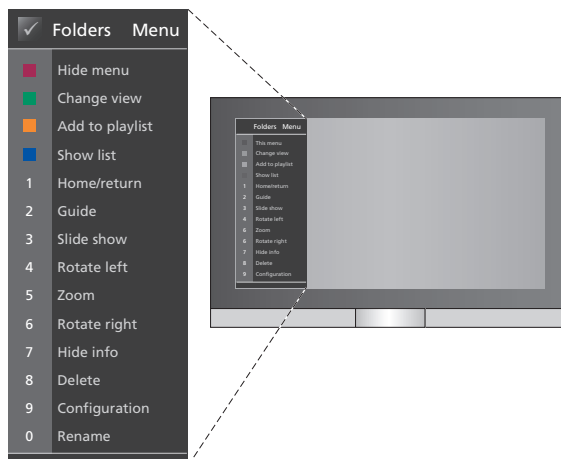 Folders Menu
Hide menu
Change view
Add to playlist
Show list
1 Home/return
2 Guide
3 Slide show
4 Rotate left
5 Zoom
6 Rotate right
7 Hide info
8 Delete
9 Configuration
0 Rename
Folders Menu
This menu
Change view
Add to playlist
Show list
1 Home/return
2 Guide
3 Slide show
4 Rotate left
6 Zoom
6 Rotate right
7 Hide info
8 Delete
9 Configuration